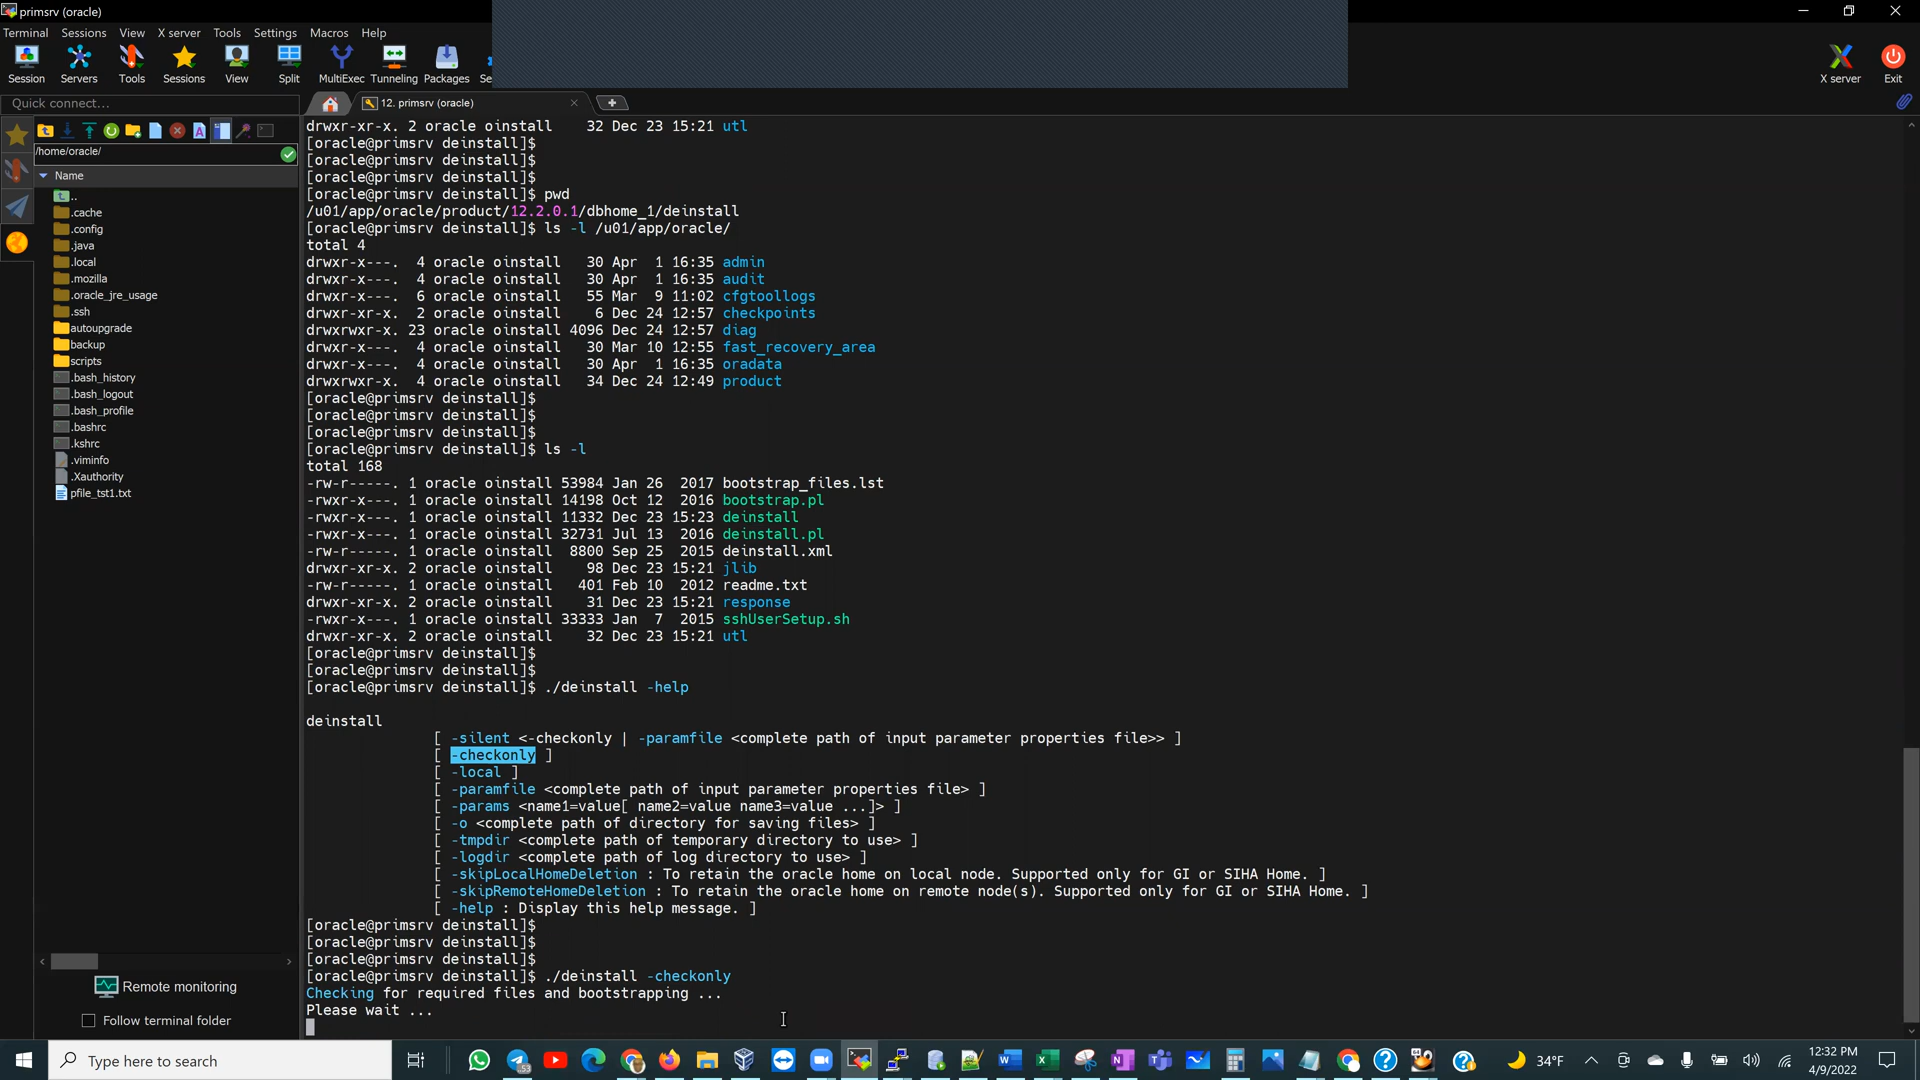 primsrv (oracle)
Terminal Sessions View X server Tools Settings Macros Help
Session Servers Tools Sessions View Split MultiExec Tunneling Packages Se
X server Exit
Quick connect...
12. primsrv (oracle)
/home/oracle/
Name
..
.cache
.config
.java
.local
.mozilla
.oracle_jre_usage
.ssh
autoupgrade
backup
scripts
.bash_history
.bash_logout
.bash_profile
.bashrc
.kshrc
.viminfo
.Xauthority
pfile_tst1.txt
Remote monitoring
Follow terminal folder
drwxr-xr-x. 2 oracle oinstall    32 Dec 23 15:21 utl
[oracle@primsrv deinstall]$
[oracle@primsrv deinstall]$
[oracle@primsrv deinstall]$
[oracle@primsrv deinstall]$ pwd
/u01/app/oracle/product/12.2.0.1/dbhome_1/deinstall
[oracle@primsrv deinstall]$ ls -l /u01/app/oracle/
total 4
drwxr-x---.  4 oracle oinstall   30 Apr  1 16:35 admin
drwxr-x---.  4 oracle oinstall   30 Apr  1 16:35 audit
drwxr-x---.  6 oracle oinstall   55 Mar  9 11:02 cfgtoollogs
drwxr-xr-x.  2 oracle oinstall    6 Dec 24 12:57 checkpoints
drwxrwxr-x. 23 oracle oinstall 4096 Dec 24 12:57 diag
drwxr-x---.  4 oracle oinstall   30 Mar 10 12:55 fast_recovery_area
drwxr-x---.  4 oracle oinstall   30 Apr  1 16:35 oradata
drwxrwxr-x.  4 oracle oinstall   34 Dec 24 12:49 product
[oracle@primsrv deinstall]$
[oracle@primsrv deinstall]$
[oracle@primsrv deinstall]$
[oracle@primsrv deinstall]$ ls -l
total 168
-rw-r-----. 1 oracle oinstall 53984 Jan 26  2017 bootstrap_files.lst
-rwxr-x---. 1 oracle oinstall 14198 Oct 12  2016 bootstrap.pl
-rwxr-x---. 1 oracle oinstall 11332 Dec 23 15:23 deinstall
-rwxr-x---. 1 oracle oinstall 32731 Jul 13  2016 deinstall.pl
-rw-r-----. 1 oracle oinstall  8800 Sep 25  2015 deinstall.xml
drwxr-xr-x. 2 oracle oinstall    98 Dec 23 15:21 jlib
-rw-r-----. 1 oracle oinstall   401 Feb 10  2012 readme.txt
drwxr-xr-x. 2 oracle oinstall    31 Dec 23 15:21 response
-rwxr-x---. 1 oracle oinstall 33333 Jan  7  2015 sshUserSetup.sh
drwxr-xr-x. 2 oracle oinstall    32 Dec 23 15:21 utl
[oracle@primsrv deinstall]$
[oracle@primsrv deinstall]$
[oracle@primsrv deinstall]$ ./deinstall -help
deinstall
[ -silent <-checkonly | -paramfile <complete path of input parameter properties file>> ]
[ -checkonly ]
[ -local ]
[ -paramfile <complete path of input parameter properties file> ]
[ -params <name1=value[ name2=value name3=value ...]> ]
[ -o <complete path of directory for saving files> ]
[ -tmpdir <complete path of temporary directory to use> ]
[ -logdir <complete path of log directory to use> ]
[ -skipLocalHomeDeletion : To retain the oracle home on local node. Supported only for GI or SIHA Home. ]
[ -skipRemoteHomeDeletion : To retain the oracle home on remote node(s). Supported only for GI or SIHA Home. ]
[ -help : Display this help message. ]
[oracle@primsrv deinstall]$
[oracle@primsrv deinstall]$
[oracle@primsrv deinstall]$
[oracle@primsrv deinstall]$ ./deinstall -checkonly
Checking for required files and bootstrapping ...
Please wait ...
Type here to search
34°F
12:32 PM
4/9/2022